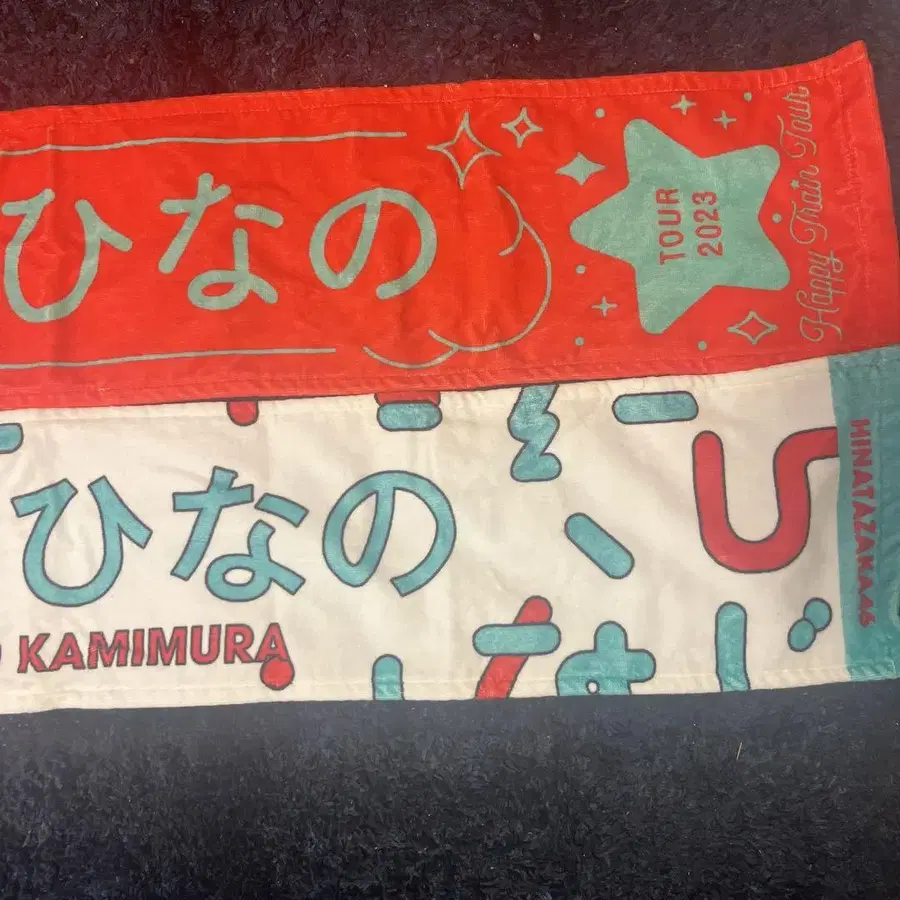 ひなの
TOUR
2023
Happy Train Tour
ひなの
KAMIMURA
HINATAZAKA46